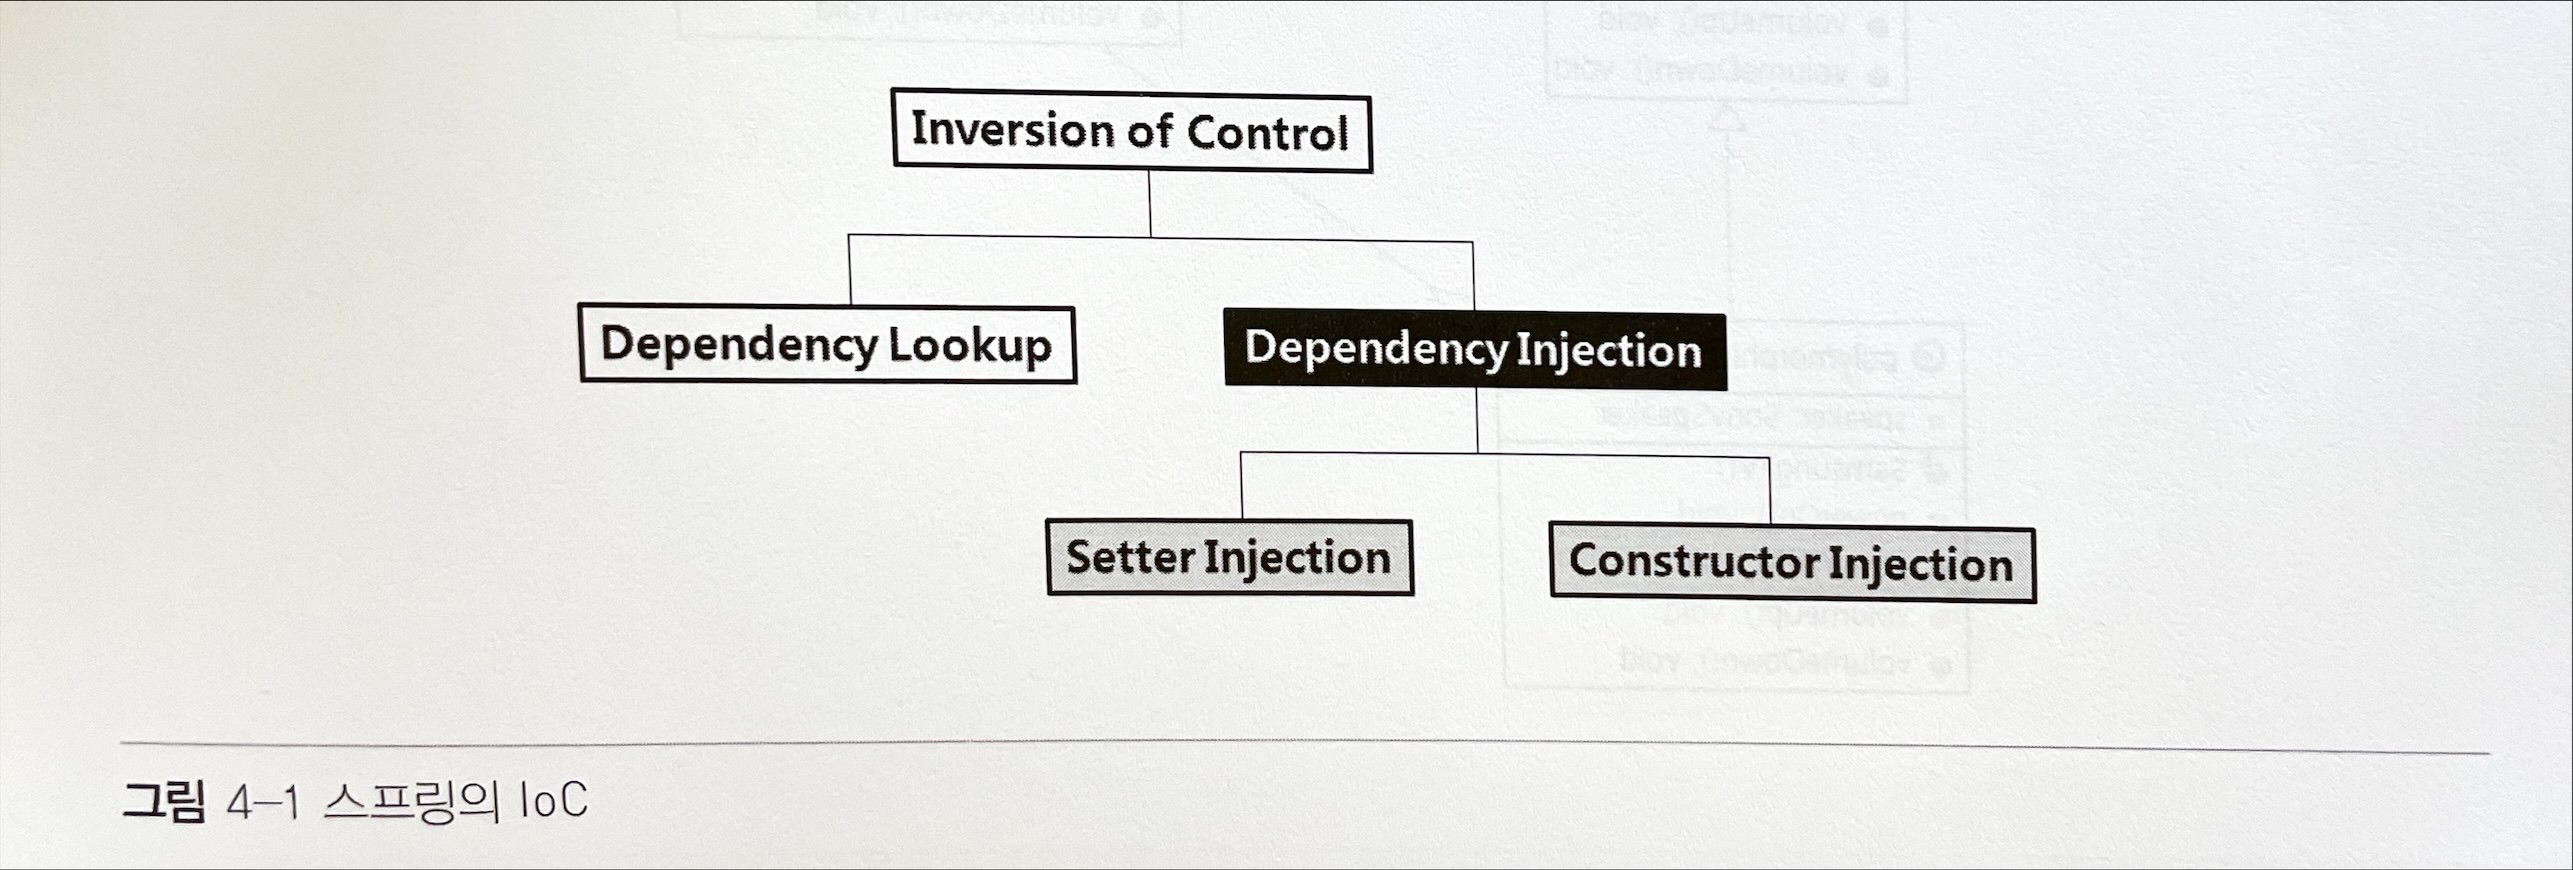 Inversion of Control
Dependency Lookup
Dependency Injection
Setter Injection
Constructor Injection
그림 4-1 스프링의 IoC